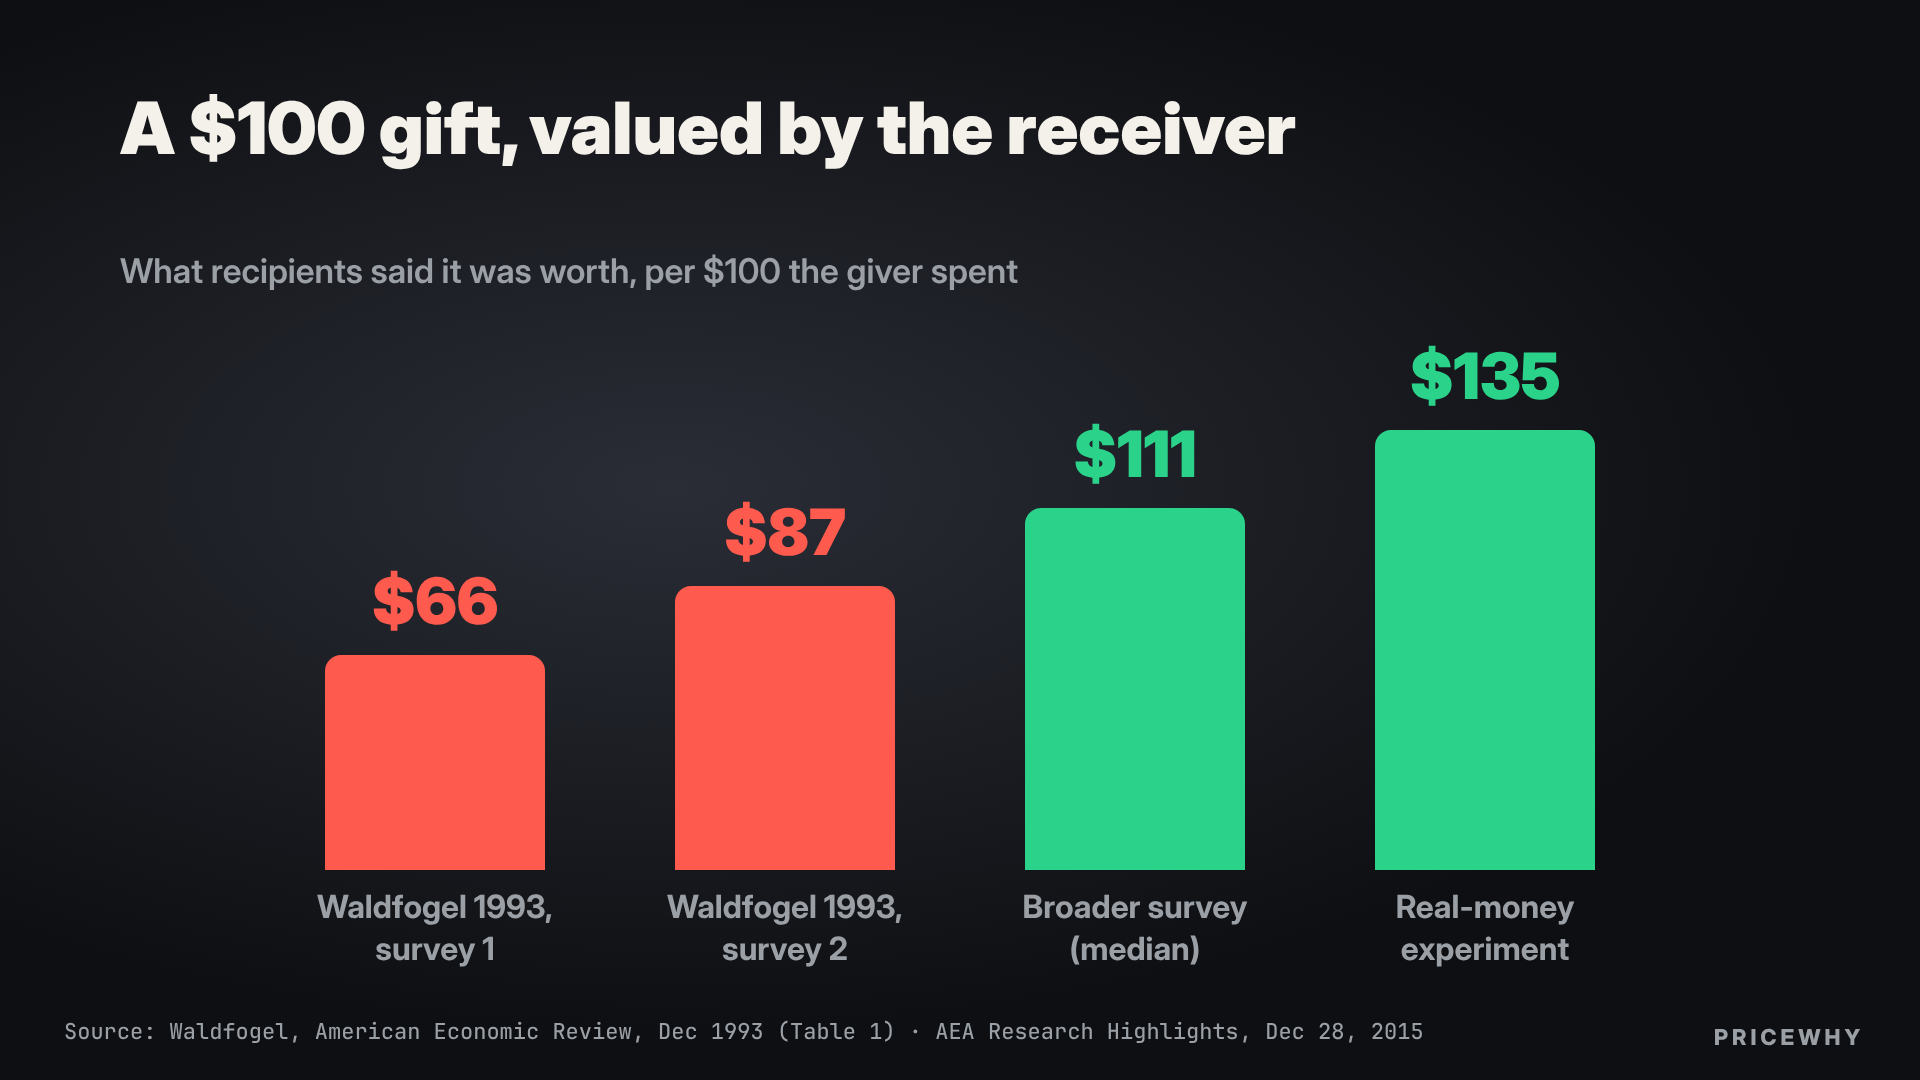 A $100 gift, valued by the receiver
What recipients said it was worth, per $100 the giver spent
$66
$87
$111
$135
Waldfogel 1993,
survey 1
Waldfogel 1993,
survey 2
Broader survey
(median)
Real-money
experiment
Source: Waldfogel, American Economic Review, Dec 1993 (Table 1) · AEA Research Highlights, Dec 28, 2015
PRICEWHY